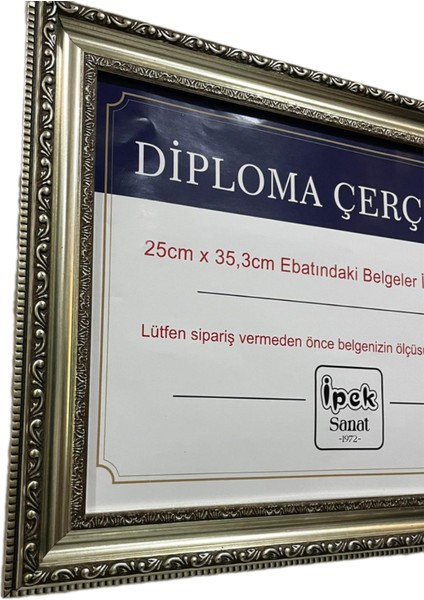 DİPLOMA ÇERÇ
25cm x 35,3cm Ebatındaki Belgeler İ
Lütfen sipariş vermeden önce belgenizin ölçüsü
İpek
Sanat
-1972-